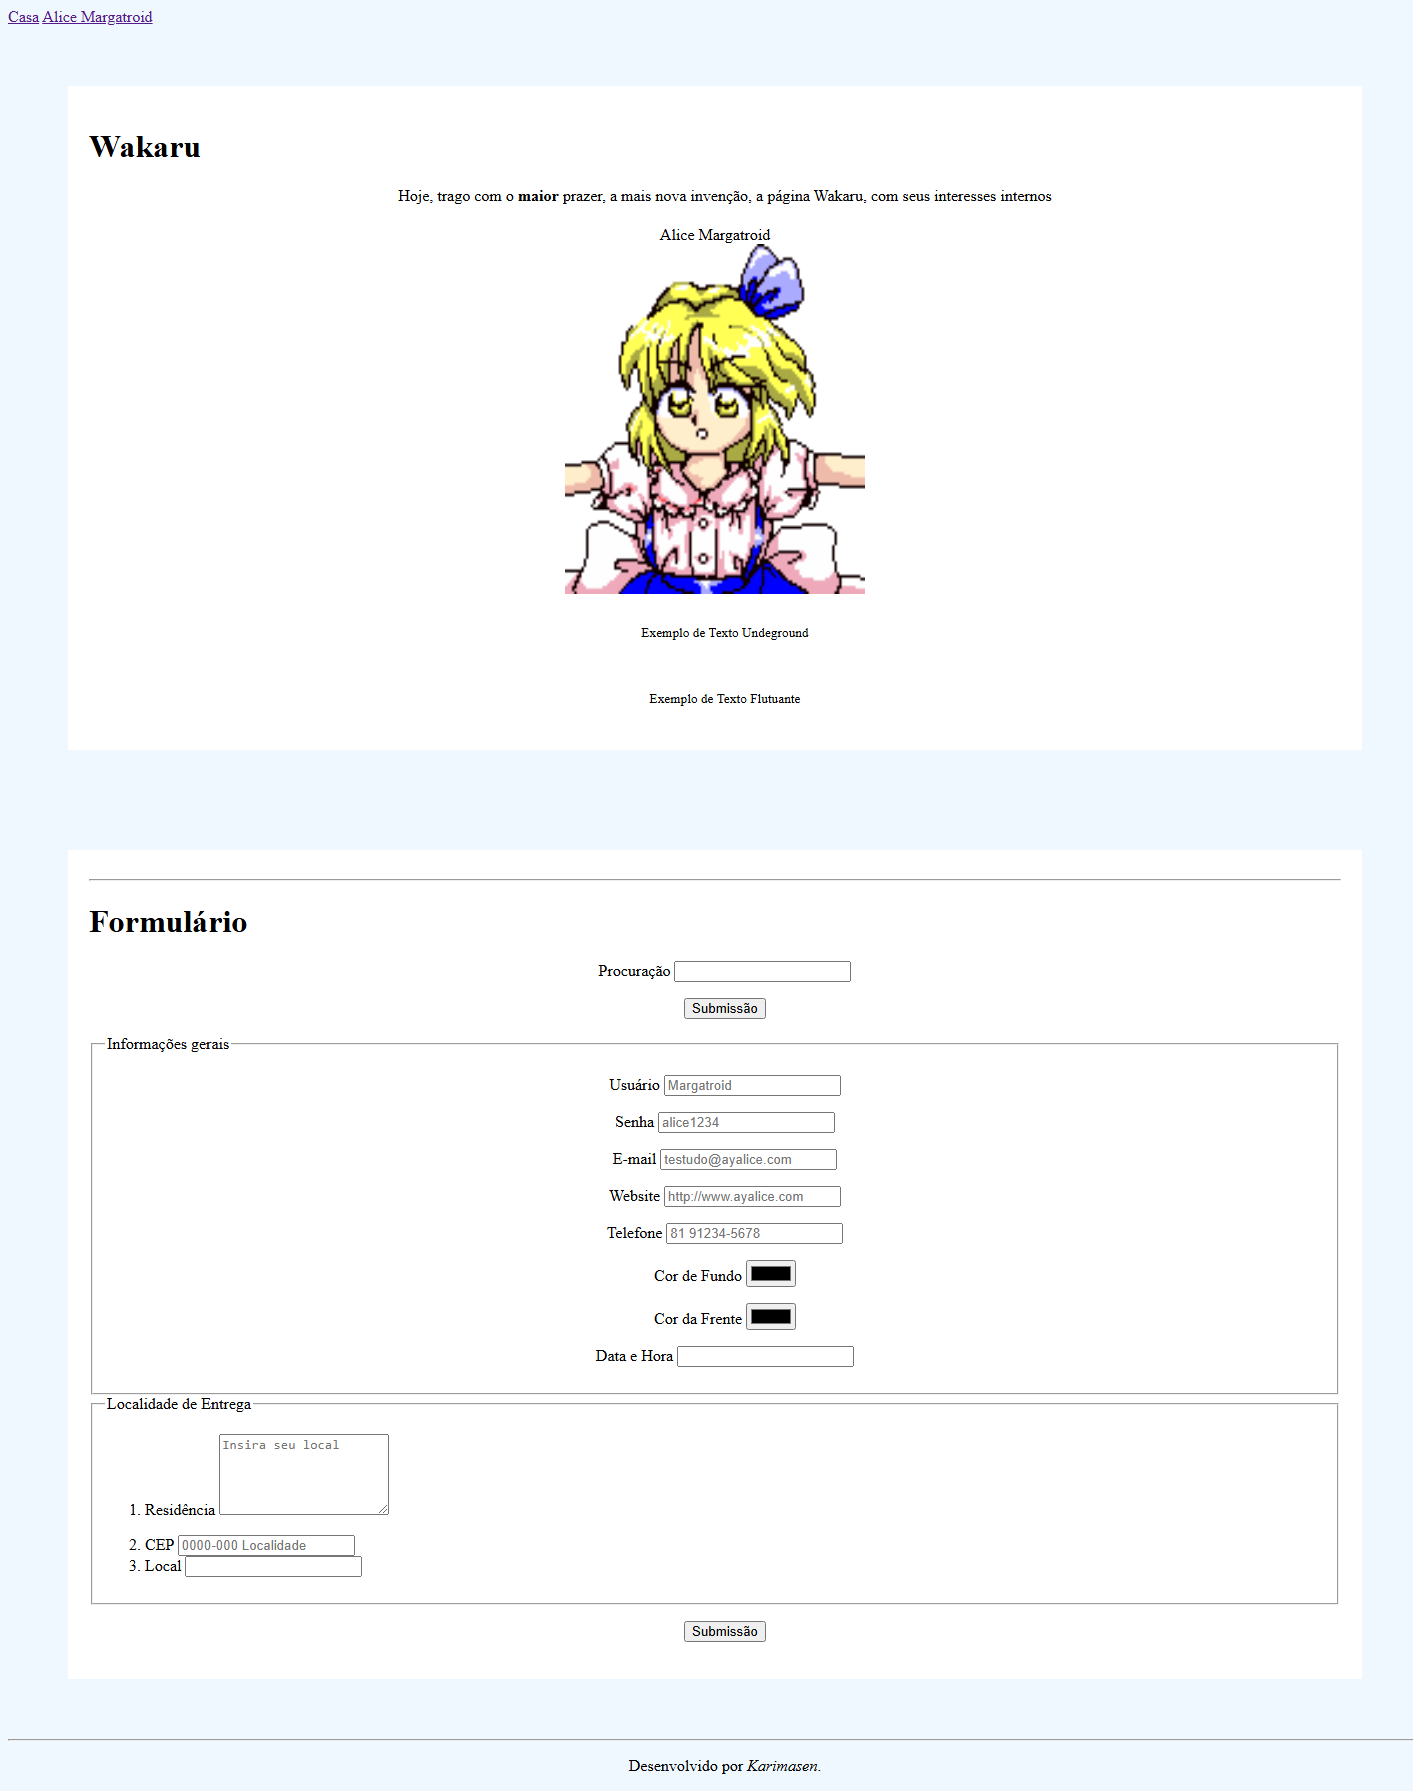 Casa Alice Margatroid
Wakaru
Hoje, trago com o maior prazer, a mais nova invenção, a página Wakaru, com seus interesses internos
Alice Margatroid
Exemplo de Texto Undeground
Exemplo de Texto Flutuante
Formulário
Procuração
Submissão
Informações gerais
Usuário Margatroid
Senha alice1234
E-mail testudo@ayalice.com
Website http://www.ayalice.com
Telefone 81 91234-5678
Cor de Fundo
Cor da Frente
Data e Hora
Localidade de Entrega
Insira seu local
1. Residência
2. CEP 0000-000 Localidade
3. Local
Submissão
Desenvolvido por Karimasen.